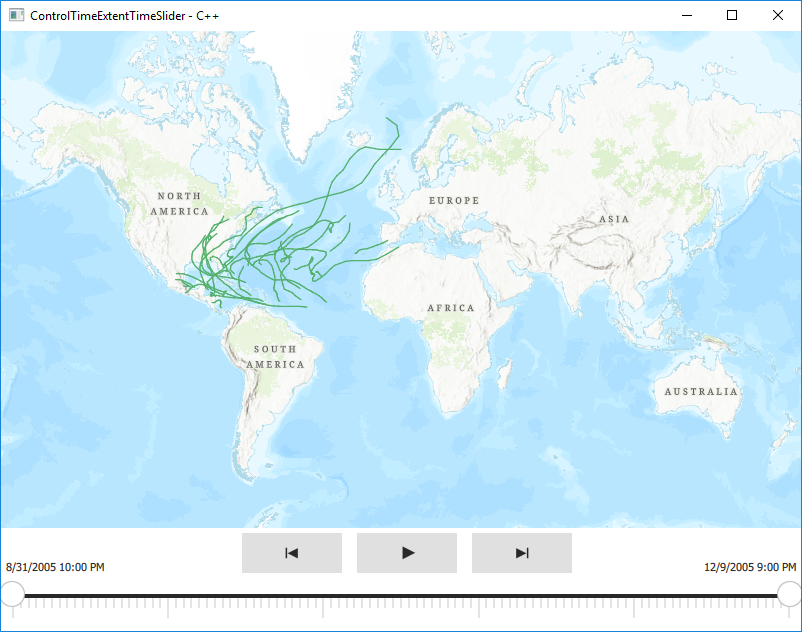 ControlTimeExtentTimeSlider - C++
NORTH
AMERICA
EUROPE
ASIA
AFRICA
SOUTH
AMERICA
AUSTRALIA
8/31/2005 10:00 PM
12/9/2005 9:00 PM